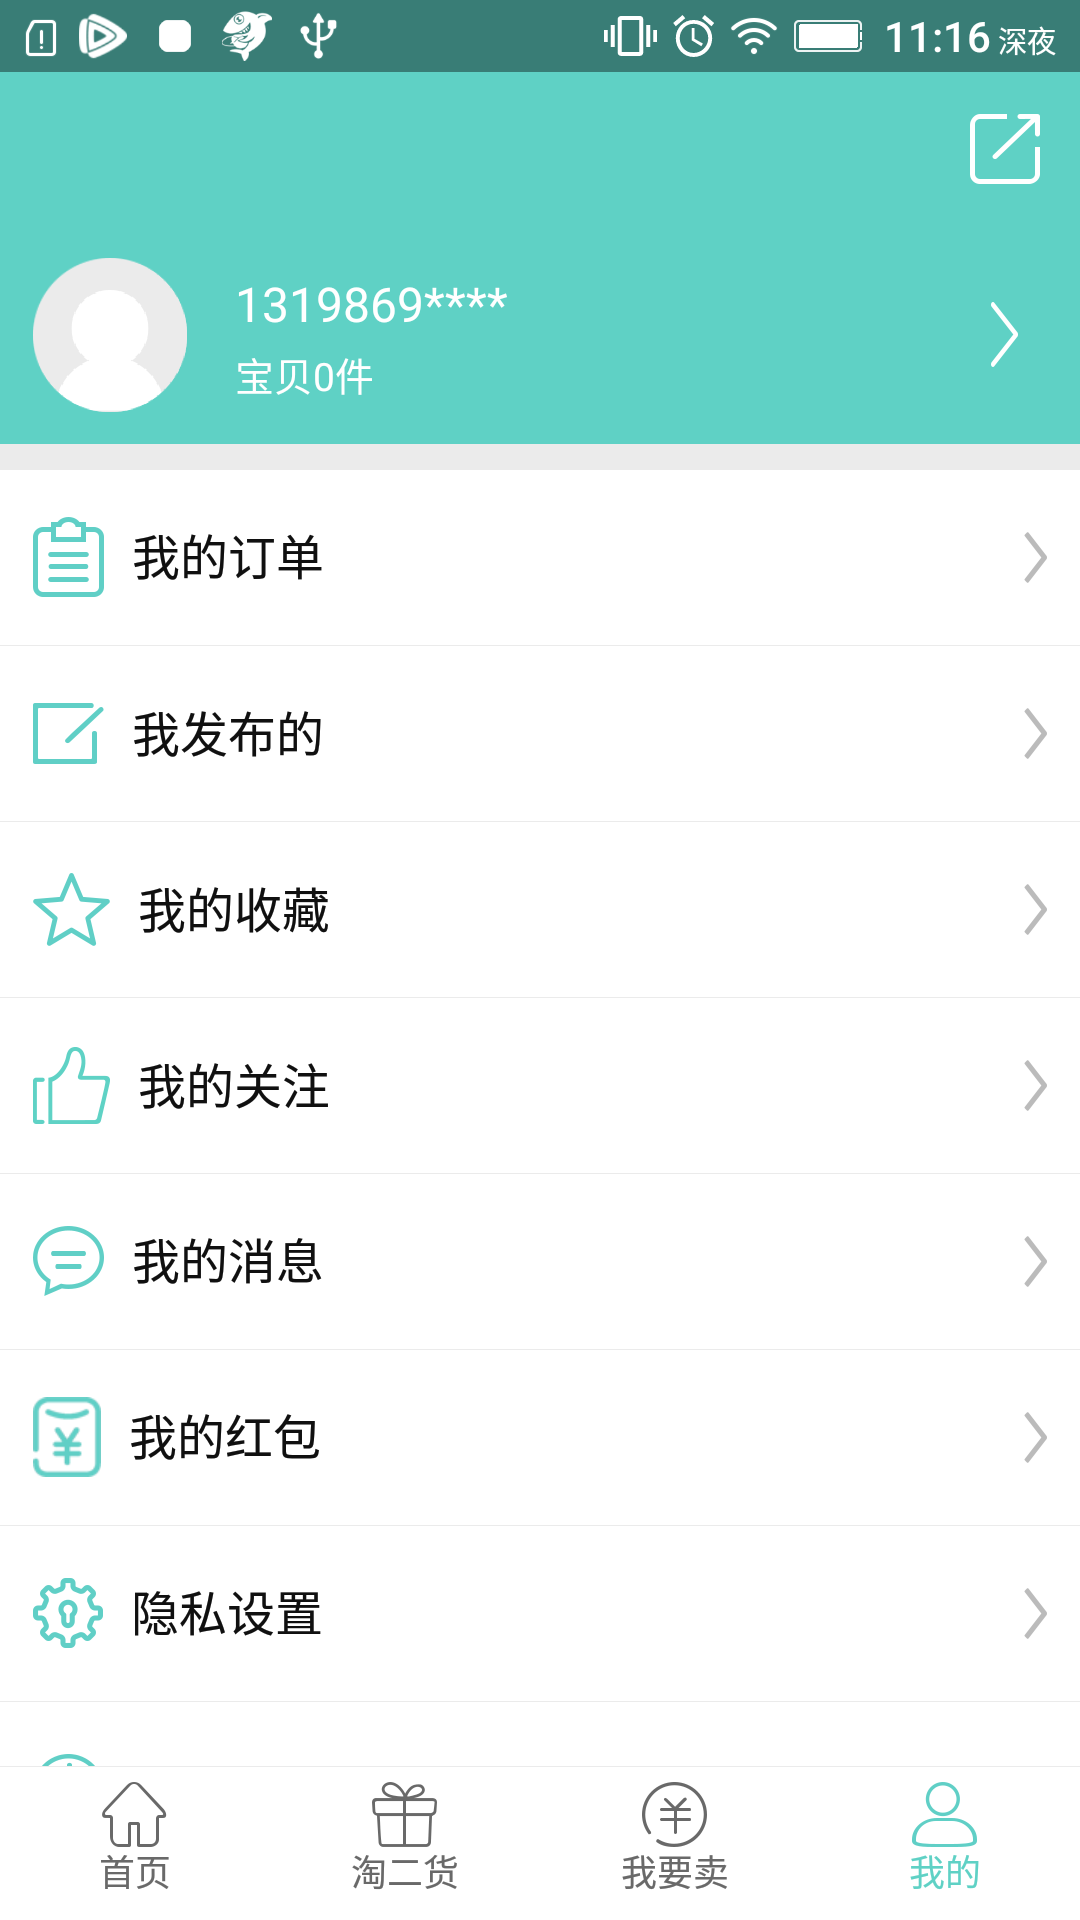 11:16 深夜
1319869****
宝贝0件
我的订单
我发布的
我的收藏
我的关注
我的消息
我的红包
隐私设置
首页 淘二货 我要卖 我的